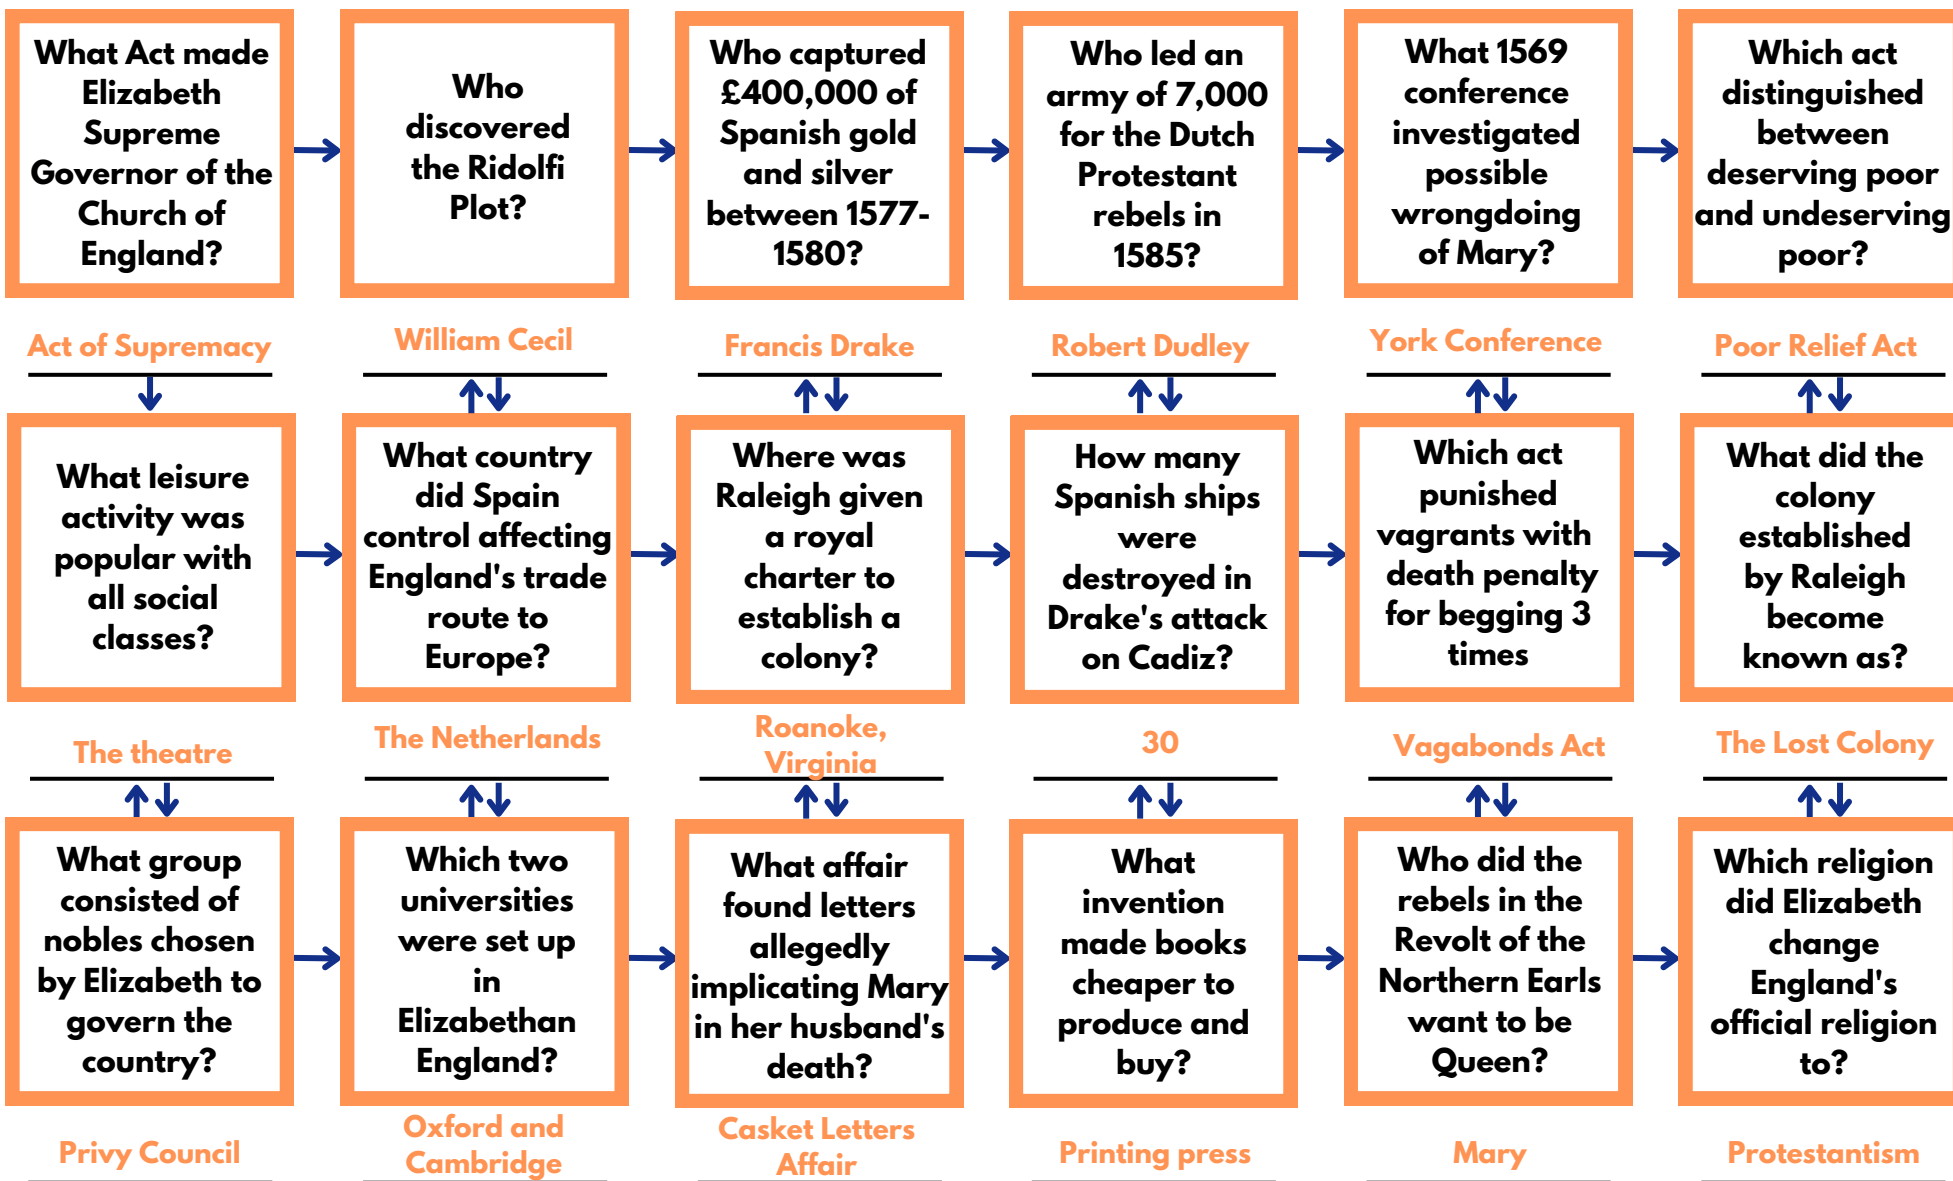 What Act made
Elizabeth
Supreme
Governor of the
Church of
England?
Who
discovered
the Ridolfi
Plot?
Who captured
£400,000 of
Spanish gold
and silver
between 1577-
1580?
Who led an
army of 7,000
for the Dutch
Protestant
rebels in
1585?
What 1569
conference
investigated
possible
wrongdoing
of Mary?
Which act
distinguished
between
deserving poor
and undeserving
poor?
Act of Supremacy
William Cecil
Francis Drake
Robert Dudley
York Conference
Poor Relief Act
What leisure
activity was
popular with
all social
classes?
What country
did Spain
control affecting
England's trade
route to
Europe?
Where was
Raleigh given
a royal
charter to
establish a
colony?
How many
Spanish ships
were
destroyed in
Drake's attack
on Cadiz?
Which act
punished
vagrants with
death penalty
for begging 3
times
What did the
colony
established
by Raleigh
become
known as?
The theatre
The Netherlands
Roanoke,
Virginia
30
Vagabonds Act
The Lost Colony
What group
consisted of
nobles chosen
by Elizabeth to
govern the
country?
Which two
universities
were set up
in
Elizabethan
England?
What affair
found letters
allegedly
implicating Mary
in her husband's
death?
What
invention
made books
cheaper to
produce and
buy?
Who did the
rebels in the
Revolt of the
Northern Earls
want to be
Queen?
Which religion
did Elizabeth
change
England's
official religion
to?
Privy Council
Oxford and
Cambridge
Casket Letters
Affair
Printing press
Mary
Protestantism